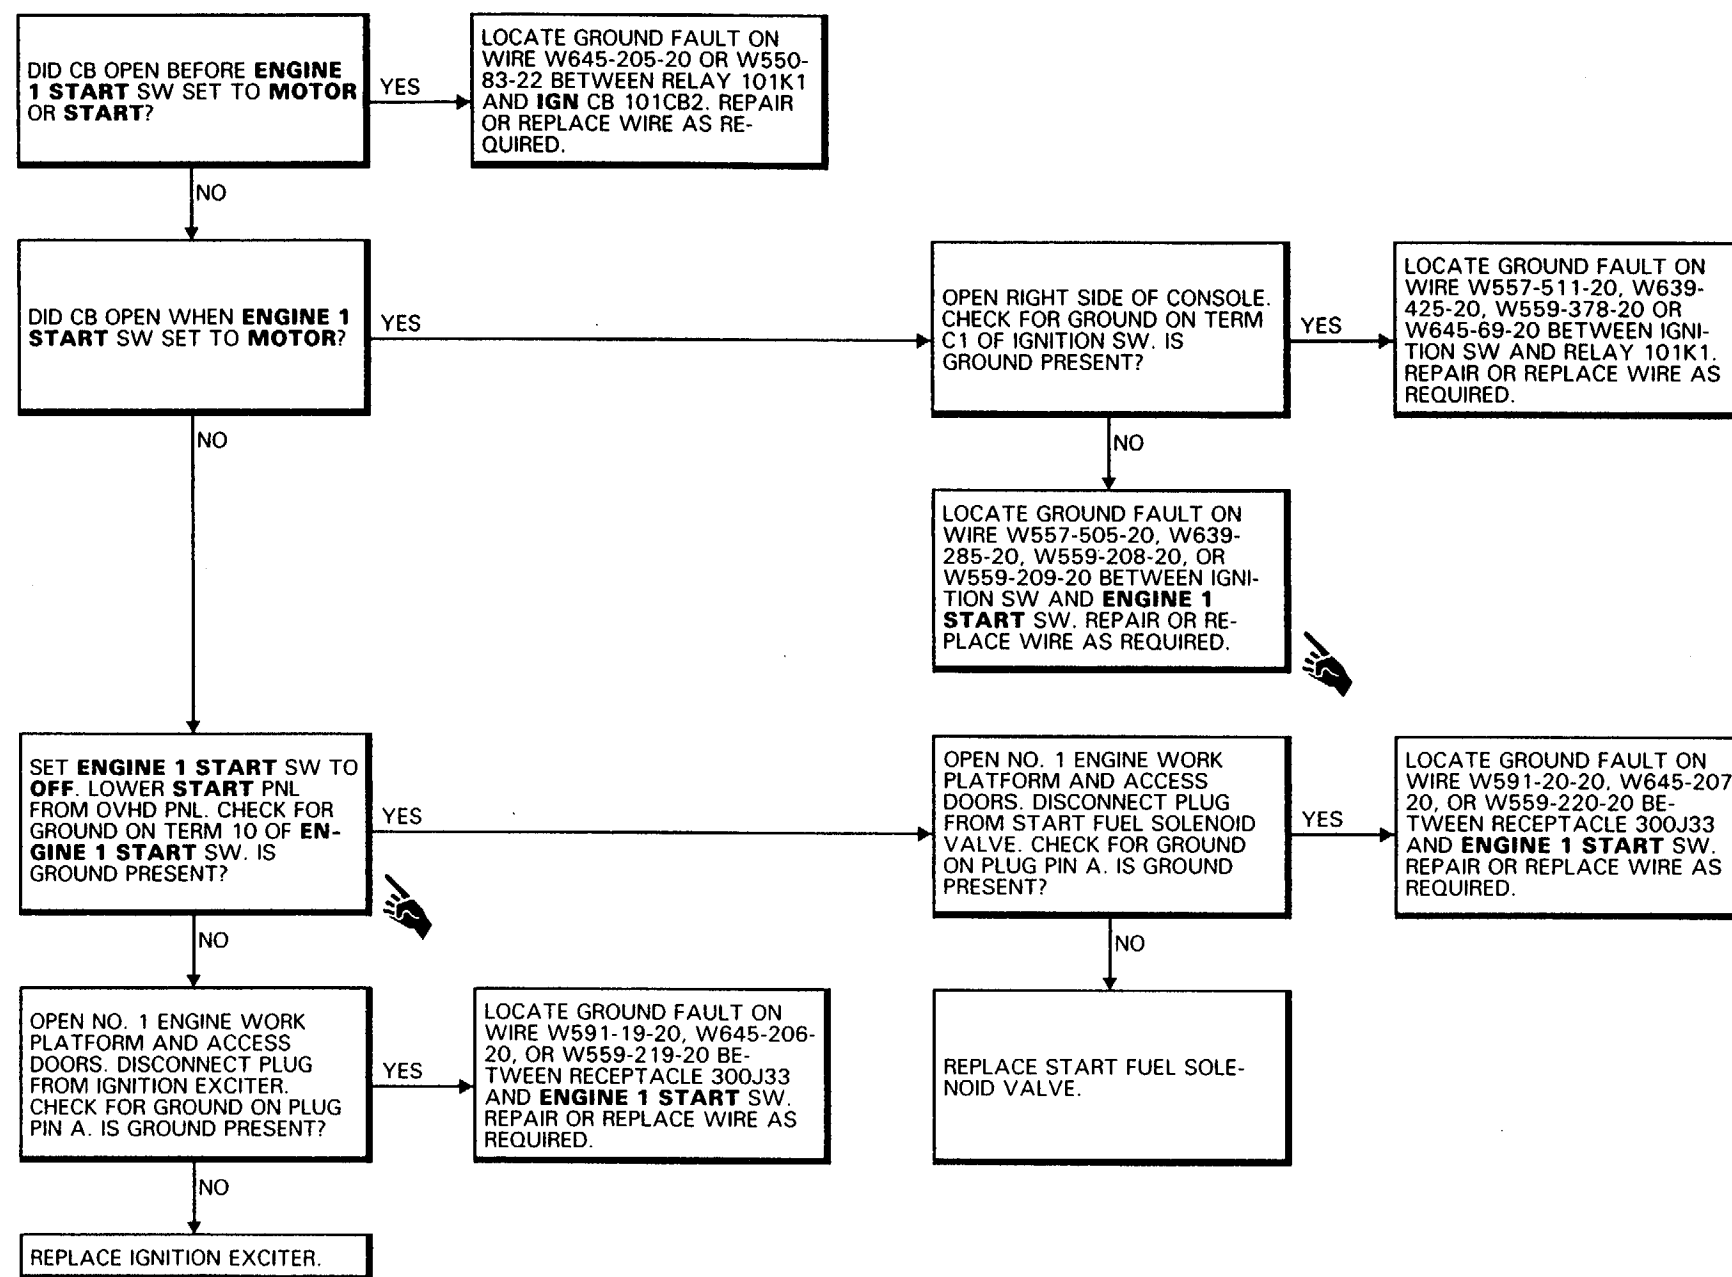 DID CB OPEN BEFORE ENGINE
1 START SW SET TO MOTOR
OR START?
YES
LOCATE GROUND FAULT ON
WIRE W645-205-20 OR W550-
83-22 BETWEEN RELAY 101K1
AND IGN CB 101CB2. REPAIR
OR REPLACE WIRE AS RE-
QUIRED.
NO
DID CB OPEN WHEN ENGINE 1
START SW SET TO MOTOR?
YES
OPEN RIGHT SIDE OF CONSOLE.
CHECK FOR GROUND ON TERM
C1 OF IGNITION SW. IS
GROUND PRESENT?
YES
LOCATE GROUND FAULT ON
WIRE W557-511-20, W639-
425-20, W559-378-20 OR
W645-69-20 BETWEEN IGNI-
TION SW AND RELAY 101K1.
REPAIR OR REPLACE WIRE AS
REQUIRED.
NO
NO
LOCATE GROUND FAULT ON
WIRE W557-505-20, W639-
285-20, W559-208-20, OR
W559-209-20 BETWEEN IGNI-
TION SW AND ENGINE 1
START SW. REPAIR OR RE-
PLACE WIRE AS REQUIRED.
SET ENGINE 1 START SW TO
OFF. LOWER START PNL
FROM OVHD PNL. CHECK FOR
GROUND ON TERM 10 OF EN-
GINE 1 START SW. IS
GROUND PRESENT?
YES
OPEN NO. 1 ENGINE WORK
PLATFORM AND ACCESS
DOORS. DISCONNECT PLUG
FROM START FUEL SOLENOID
VALVE. CHECK FOR GROUND
ON PLUG PIN A. IS GROUND
PRESENT?
YES
LOCATE GROUND FAULT ON
WIRE W591-20-20, W645-207
20, OR W559-220-20 BE-
TWEEN RECEPTACLE 300J33
AND ENGINE 1 START SW.
REPAIR OR REPLACE WIRE AS
REQUIRED.
NO
NO
OPEN NO. 1 ENGINE WORK
PLATFORM AND ACCESS
DOORS. DISCONNECT PLUG
FROM IGNITION EXCITER.
CHECK FOR GROUND ON PLUG
PIN A. IS GROUND PRESENT?
YES
LOCATE GROUND FAULT ON
WIRE W591-19-20, W645-206-
20, OR W559-219-20 BE-
TWEEN RECEPTACLE 300J33
AND ENGINE 1 START SW.
REPAIR OR REPLACE WIRE AS
REQUIRED.
REPLACE START FUEL SOLE-
NOID VALVE.
NO
REPLACE IGNITION EXCITER.